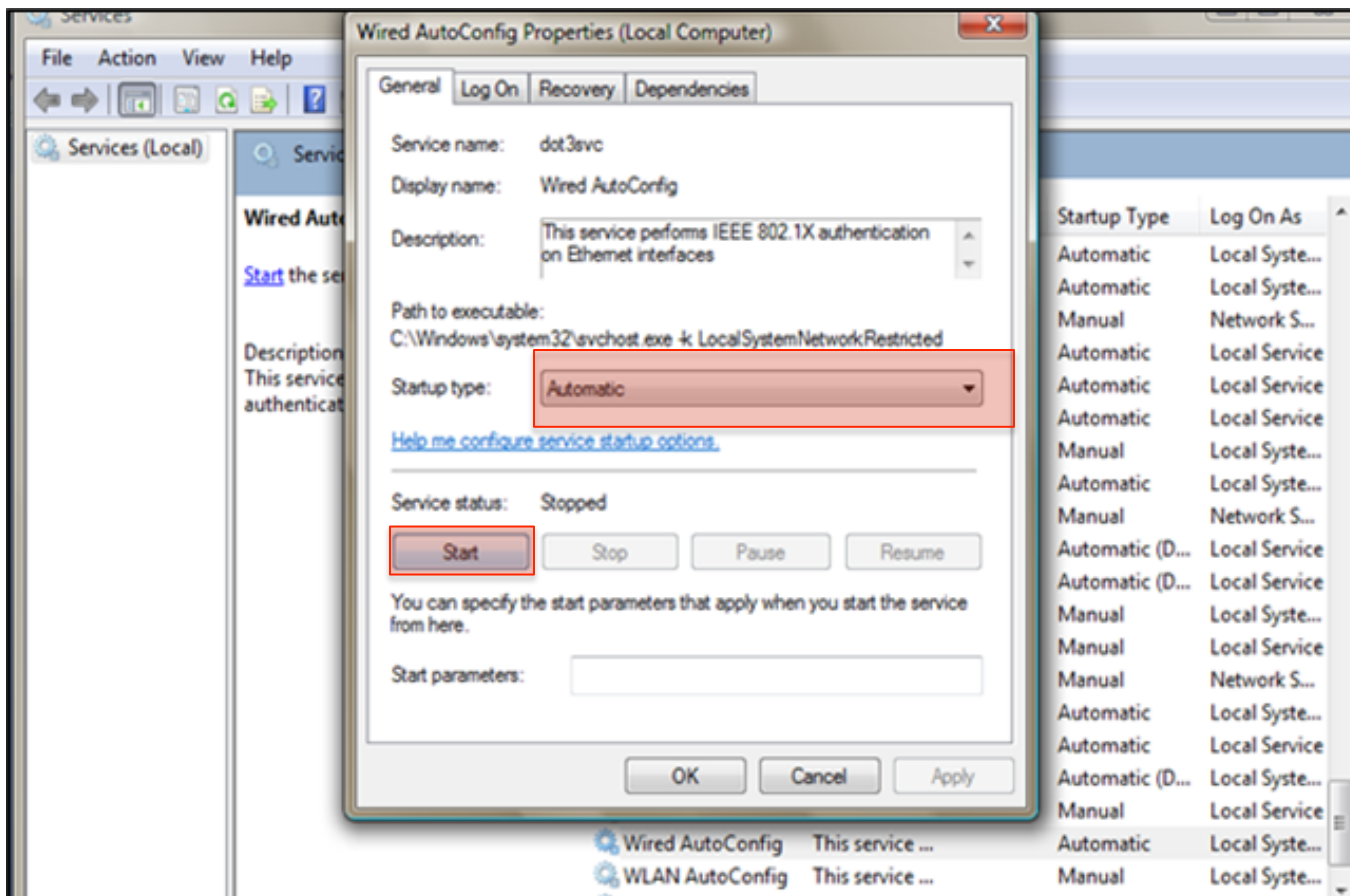 Services
Wired AutoConfig Properties (Local Computer)
File Action View Help
General Log On Recovery Dependencies
Services (Local)
Servic
Wired Auto
Start the ser
Description
This service
authenticat
Service name: dot3svc
Display name: Wired AutoConfig
Description: This service performs IEEE 802.1X authentication
on Ethernet interfaces
Path to executable:
C:\Windows\system32\svchost.exe -k LocalSystemNetworkRestricted
Startup type: Automatic
Help me configure service startup options.
Service status: Stopped
Start Stop Pause Resume
You can specify the start parameters that apply when you start the service
from here.
Start parameters:
OK Cancel Apply
Startup Type Log On As
Automatic Local Syste...
Automatic Local Syste...
Manual Network S...
Automatic Local Service
Automatic Local Service
Automatic Local Service
Manual Local Syste...
Automatic Local Syste...
Manual Network S...
Automatic (D... Local Service
Automatic (D... Local Service
Manual Local Syste...
Manual Local Service
Manual Network S...
Automatic Local Syste...
Automatic Local Service
Automatic (D... Local Syste...
Manual Local Service
Wired AutoConfig This service ... Automatic Local Syste...
WLAN AutoConfig This service ... Manual Local Syste...